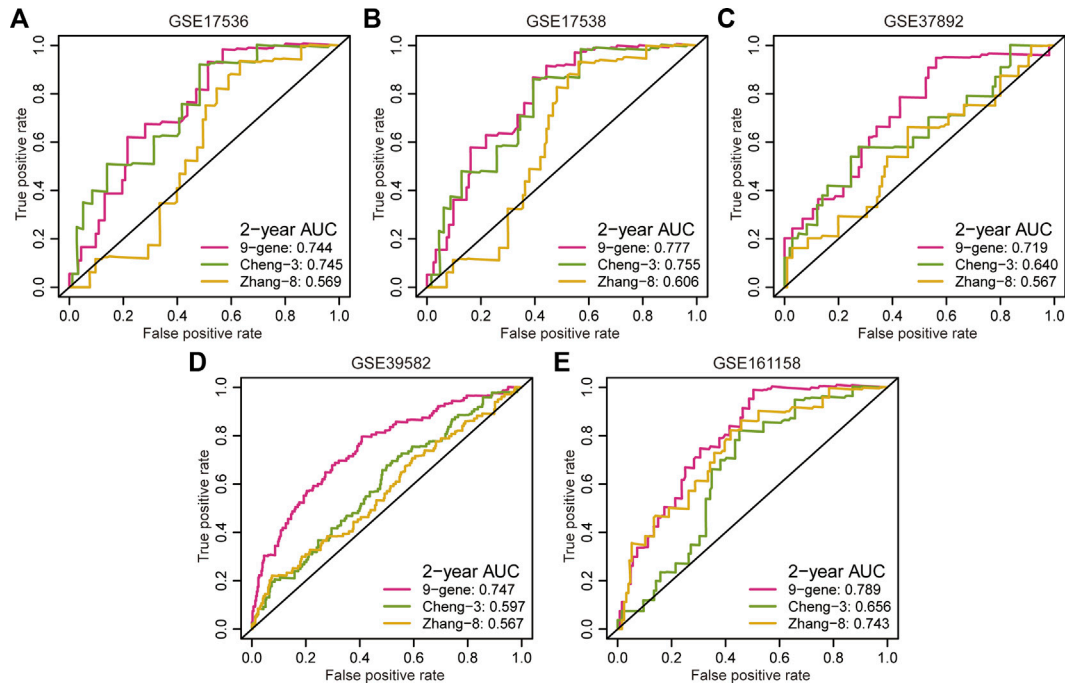 A
GSE17536
True positive rate
1.0
0.8
0.6
0.4
0.2
0.0
2-year AUC
9-gene: 0.744
Cheng-3: 0.745
Zhang-8: 0.569
0.0 0.2 0.4 0.6 0.8 1.0
False positive rate
B
GSE17538
True positive rate
1.0
0.8
0.6
0.4
0.2
0.0
2-year AUC
9-gene: 0.777
Cheng-3: 0.755
Zhang-8: 0.606
0.0 0.2 0.4 0.6 0.8 1.0
False positive rate
C
GSE37892
True positive rate
1.0
0.8
0.6
0.4
0.2
0.0
2-year AUC
9-gene: 0.719
Cheng-3: 0.640
Zhang-8: 0.567
0.0 0.2 0.4 0.6 0.8 1.0
False positive rate
D
GSE39582
True positive rate
1.0
0.8
0.6
0.4
0.2
0.0
2-year AUC
9-gene: 0.747
Cheng-3: 0.597
Zhang-8: 0.567
0.0 0.2 0.4 0.6 0.8 1.0
False positive rate
E
GSE161158
True positive rate
1.0
0.8
0.6
0.4
0.2
0.0
2-year AUC
9-gene: 0.789
Cheng-3: 0.656
Zhang-8: 0.743
0.0 0.2 0.4 0.6 0.8 1.0
False positive rate